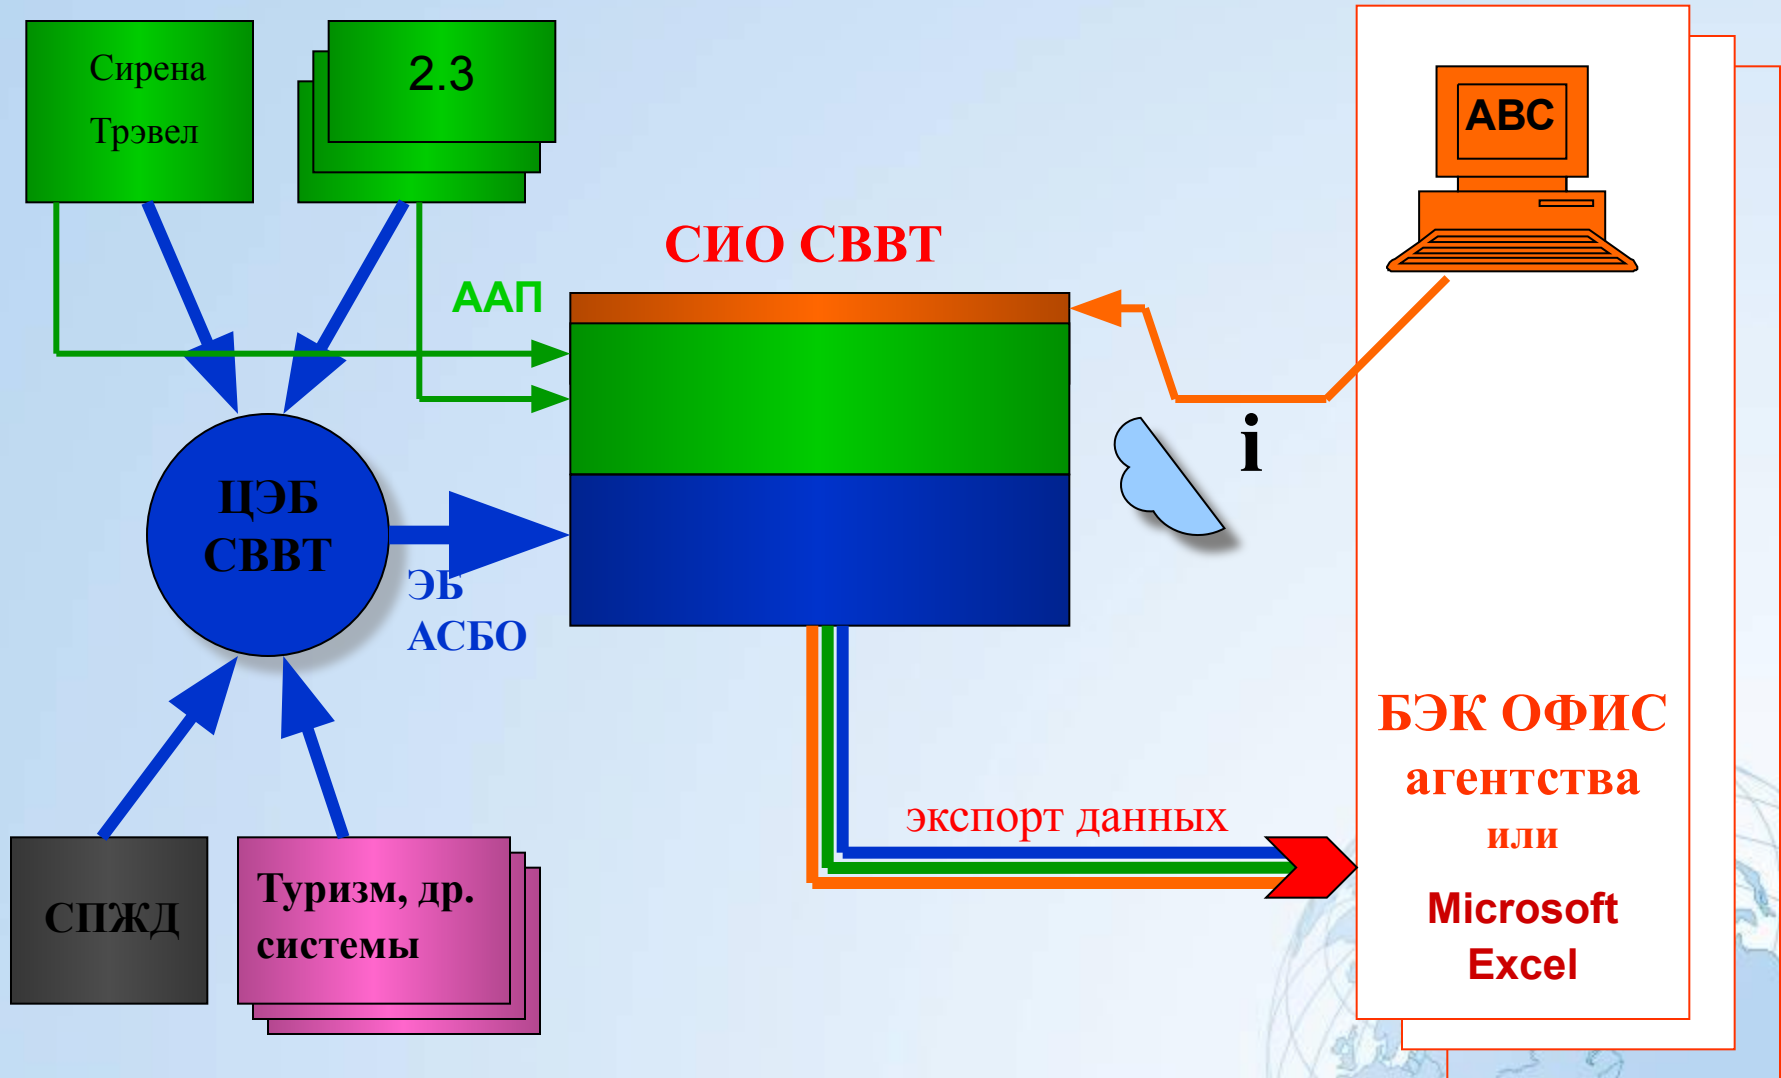 Сирена
Трэвел
2.3
ABC
СИО СВВТ
ААП
i
ЦЭБ
СВВТ
ЭБ
АСБО
БЭК ОФИС
агентства
или
Microsoft
Excel
экспорт данных
СПЖД
Туризм, др.
системы